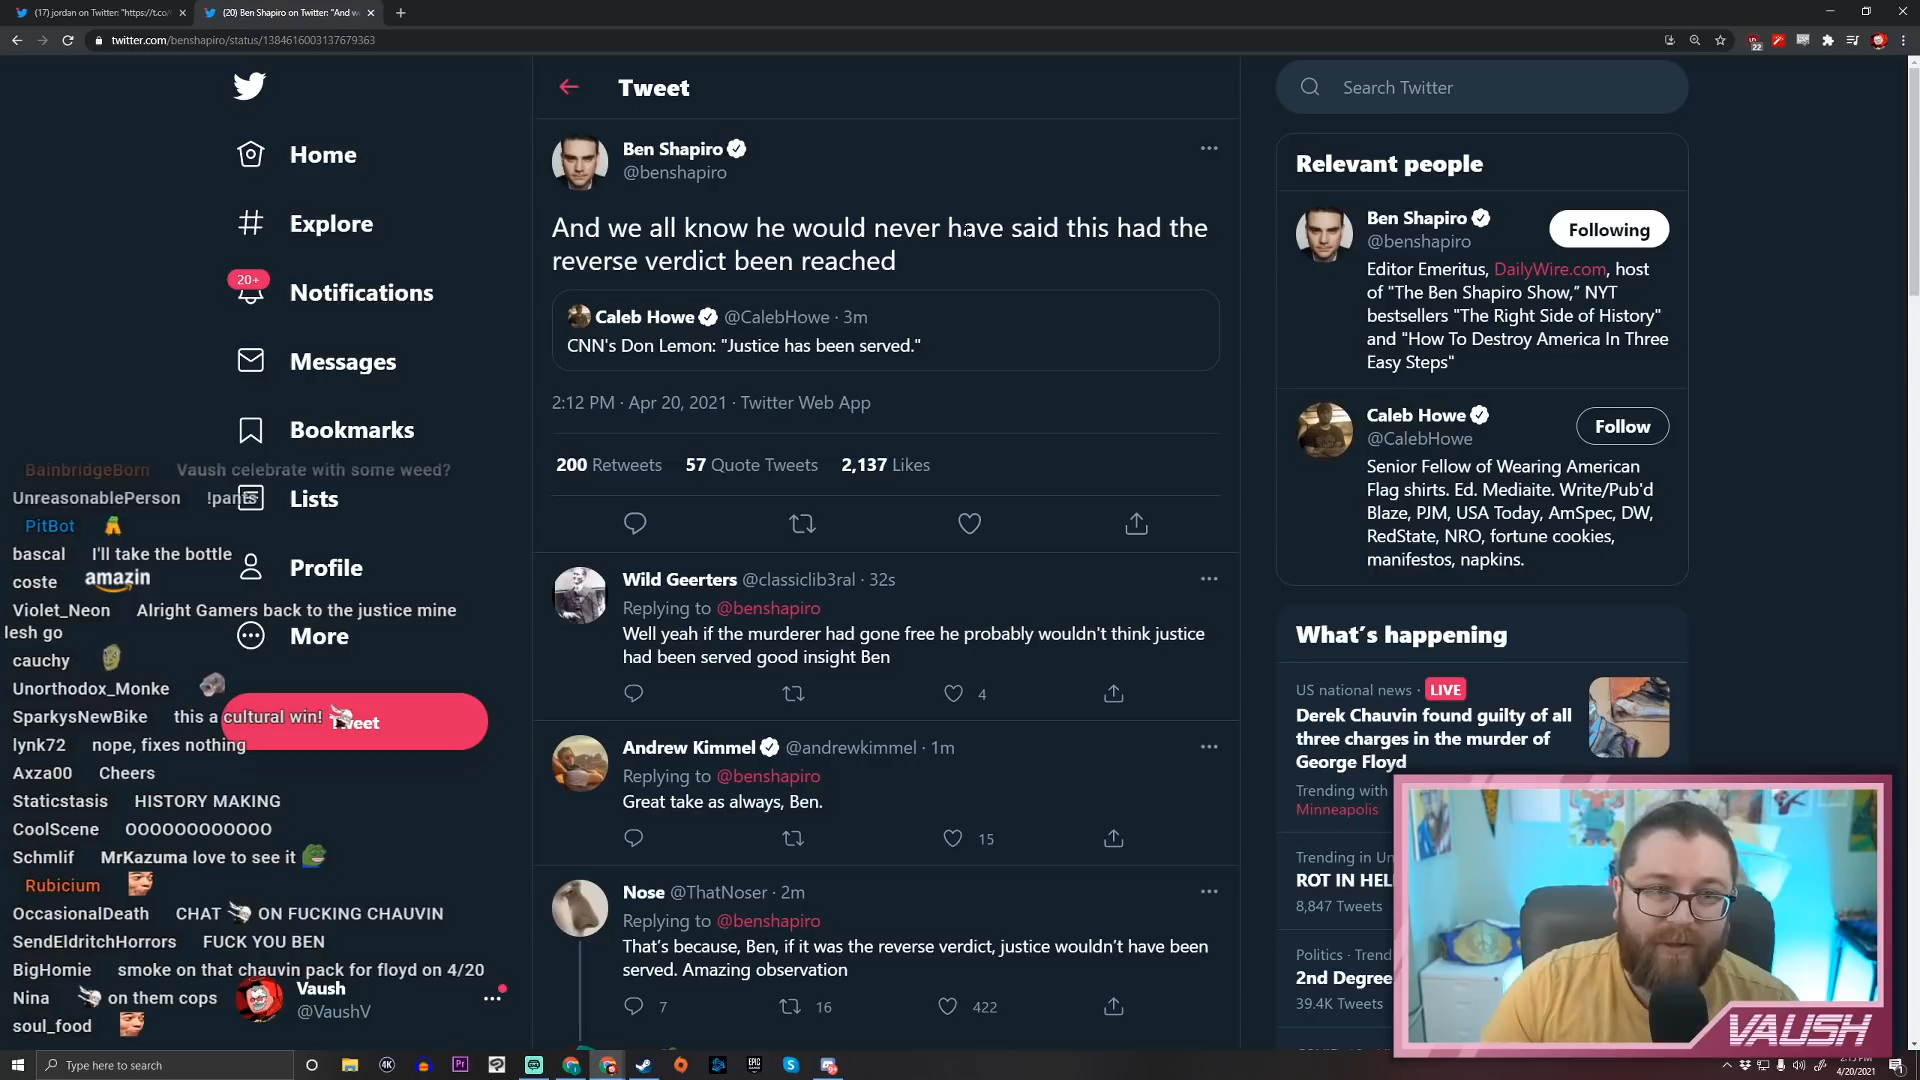 (17) jordan on Twitter: "https://t.co/
(20) Ben Shapiro on Twitter: "And w
twitter.com/benshapiro/status/1384616003137679363
22
Home
Explore
20+
Notifications
Messages
Bookmarks
Lists
Profile
More
Tweet
Vaush
@VaushV
BainbridgeBorn Vaush celebrate with some weed?
UnreasonablePerson !pants
PitBot
bascal I'll take the bottle
coste amazin
Violet_Neon Alright Gamers back to the justice mine
lesh go
cauchy
Unorthodox_Monke
SparkysNewBike this a cultural win!
lynk72 nope, fixes nothing
Axza00 Cheers
Staticstasis HISTORY MAKING
CoolScene OOOOOOOOOOOO
Schmlif MrKazuma love to see it
Rubicium
OccasionalDeath CHAT ON FUCKING CHAUVIN
SendEldritchHorrors FUCK YOU BEN
BigHomie smoke on that chauvin pack for floyd on 4/20
Nina on them cops
soul_food
Tweet
Ben Shapiro
@benshapiro
And we all know he would never have said this had the
reverse verdict been reached
Caleb Howe @CalebHowe · 3m
CNN's Don Lemon: "Justice has been served."
2:12 PM · Apr 20, 2021 · Twitter Web App
200 Retweets 57 Quote Tweets 2,137 Likes
Wild Geerters @classiclib3ral · 32s
Replying to @benshapiro
Well yeah if the murderer had gone free he probably wouldn't think justice
had been served good insight Ben
4
Andrew Kimmel @andrewkimmel · 1m
Replying to @benshapiro
Great take as always, Ben.
15
Nose @ThatNoser · 2m
Replying to @benshapiro
That's because, Ben, if it was the reverse verdict, justice wouldn't have been
served. Amazing observation
7 16 422
Search Twitter
Relevant people
Ben Shapiro
@benshapiro
Following
Editor Emeritus, DailyWire.com, host
of "The Ben Shapiro Show," NYT
bestsellers "The Right Side of History"
and "How To Destroy America In Three
Easy Steps"
Caleb Howe
@CalebHowe
Follow
Senior Fellow of Wearing American
Flag shirts. Ed. Mediaite. Write/Pub'd
Blaze, PJM, USA Today, AmSpec, DW,
RedState, NRO, fortune cookies,
manifestos, napkins.
What's happening
US national news · LIVE
Derek Chauvin found guilty of all
three charges in the murder of
George Floyd
Trending with
Minneapolis
Trending in Un
ROT IN HEL
8,847 Tweets
Politics · Trend
2nd Degree
39.4K Tweets
VAUSH
Type here to search
4K
Pr
EPIC
4/20/2021